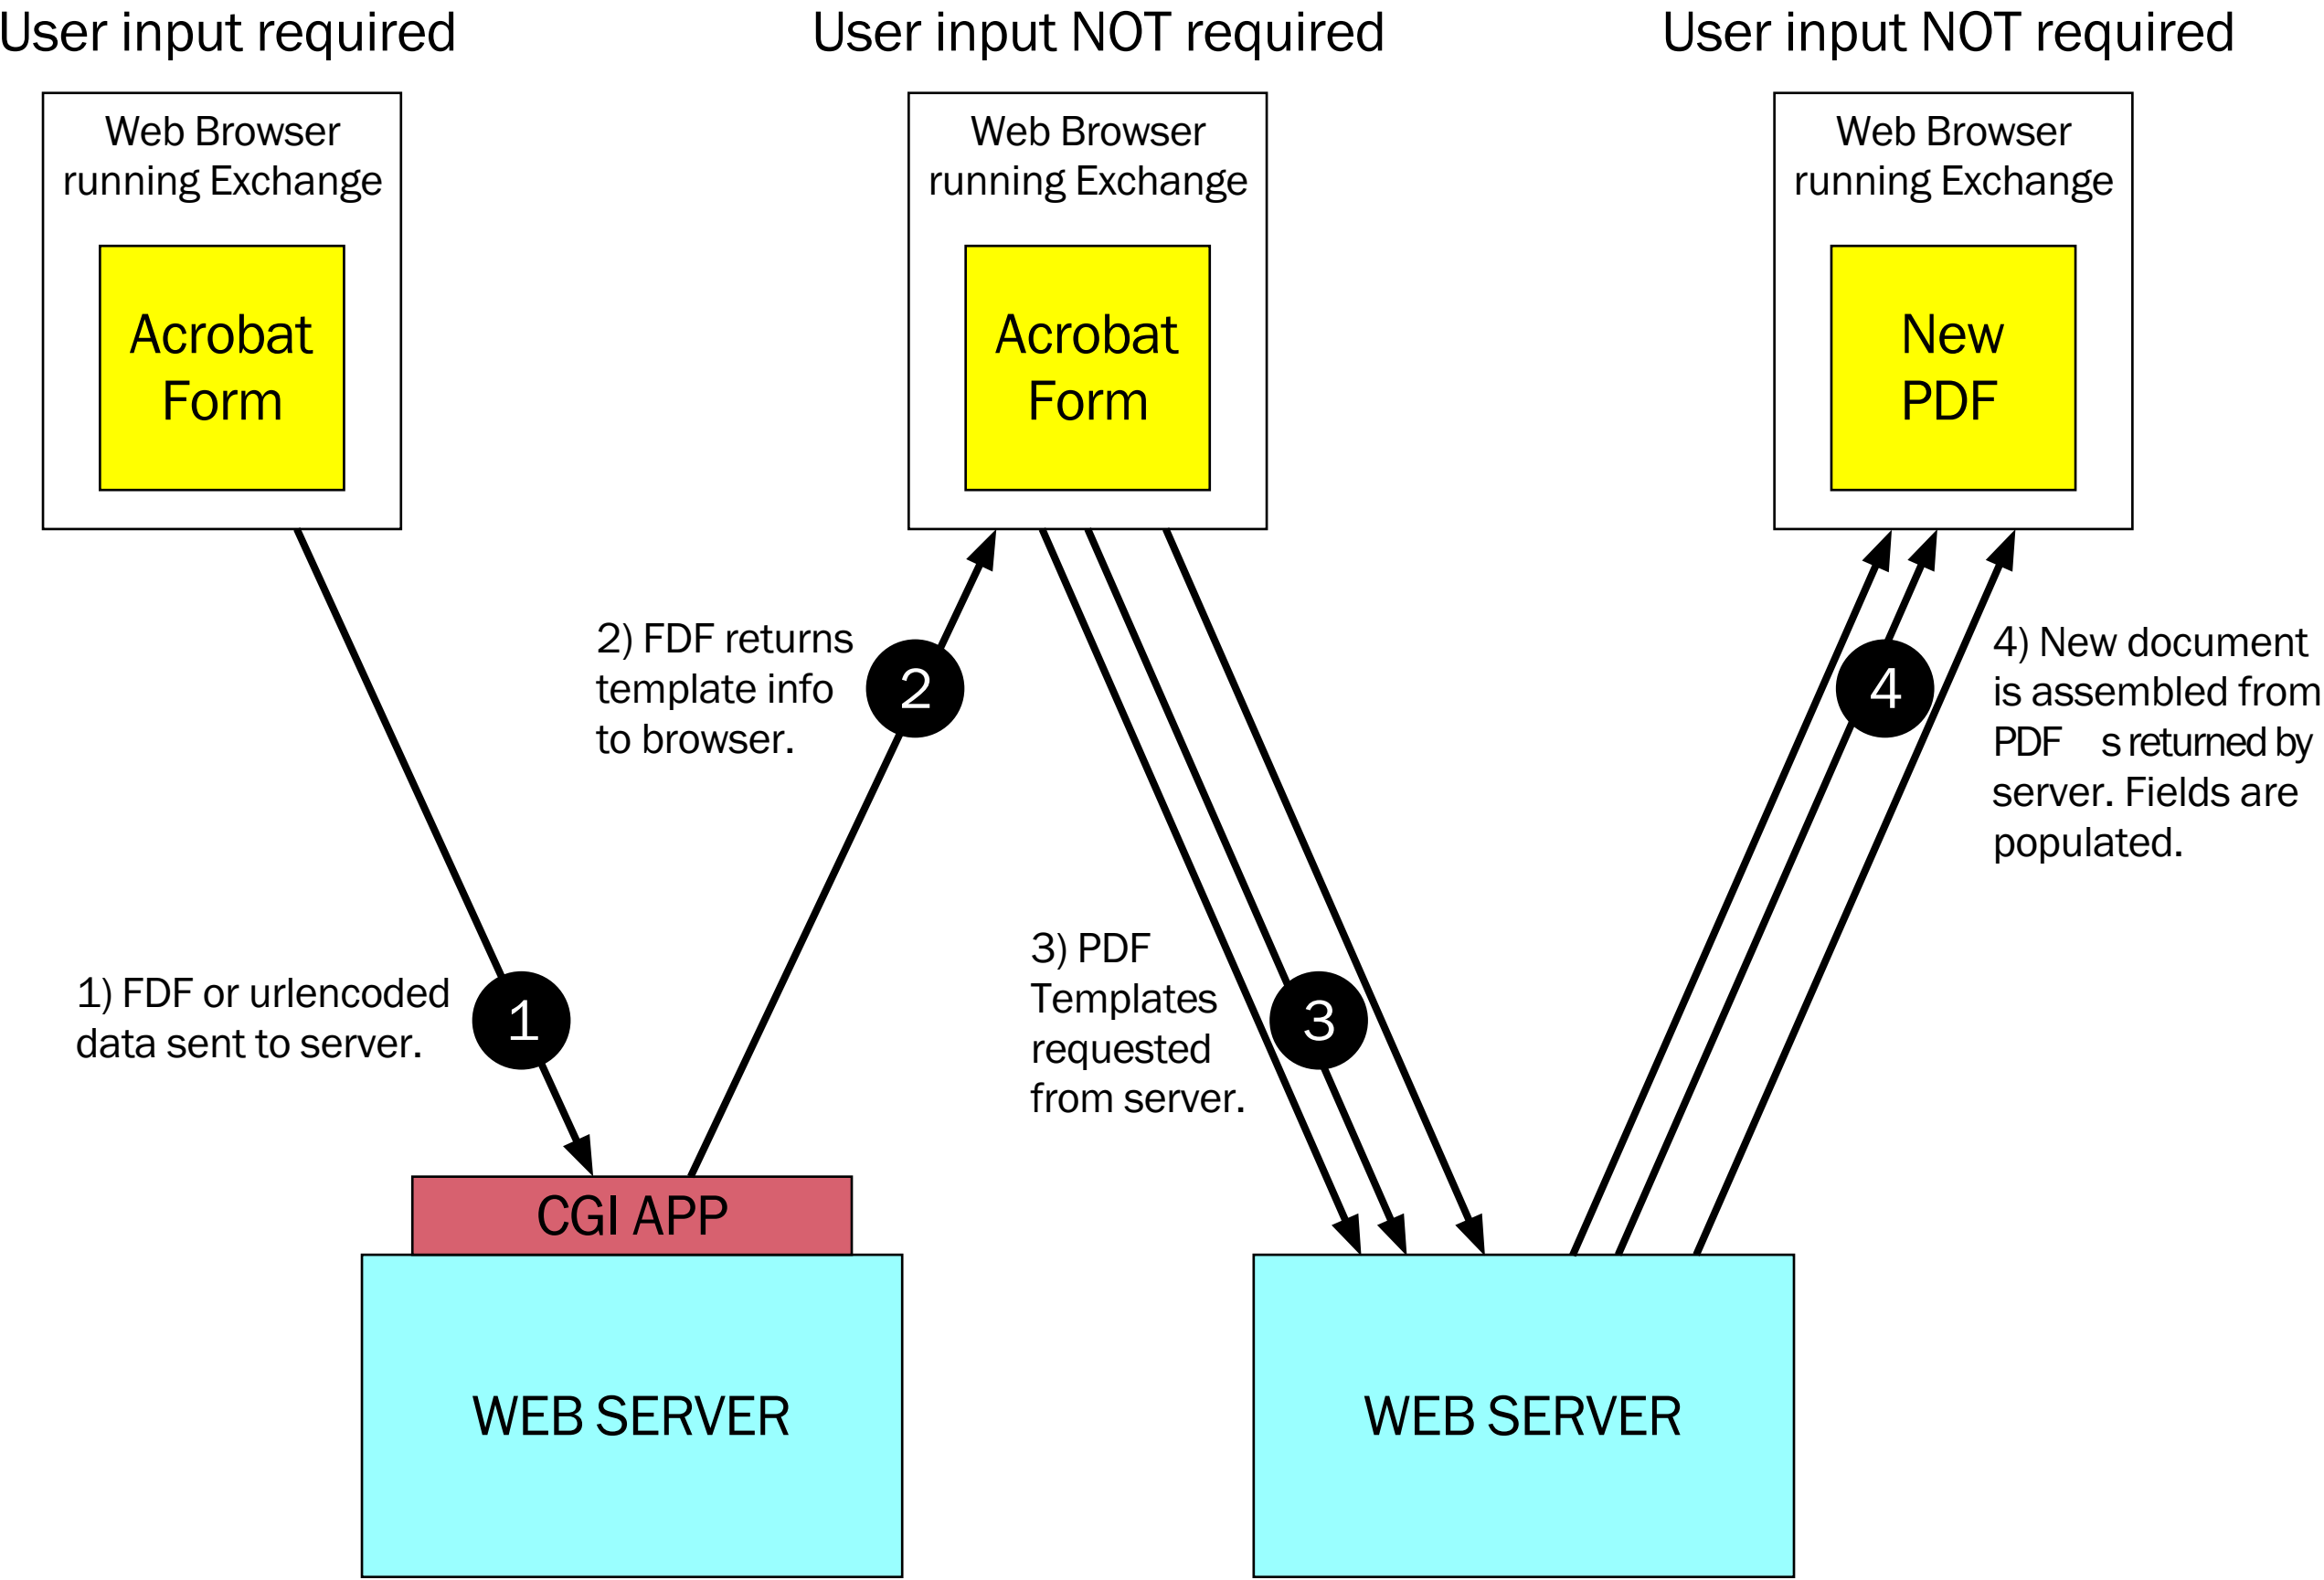 User input required
User input NOT required
User input NOT required
Web Browser
running Exchange
Acrobat
Form
Web Browser
running Exchange
Acrobat
Form
Web Browser
running Exchange
New
PDF
2) FDF returns
template info
to browser.
2
4
4) New document
is assembled from
PDF s returned by
server. Fields are
populated.
1) FDF or urlencoded
data sent to server.
1
3) PDF
Templates
requested
from server.
3
CGI APP
WEB SERVER
WEB SERVER